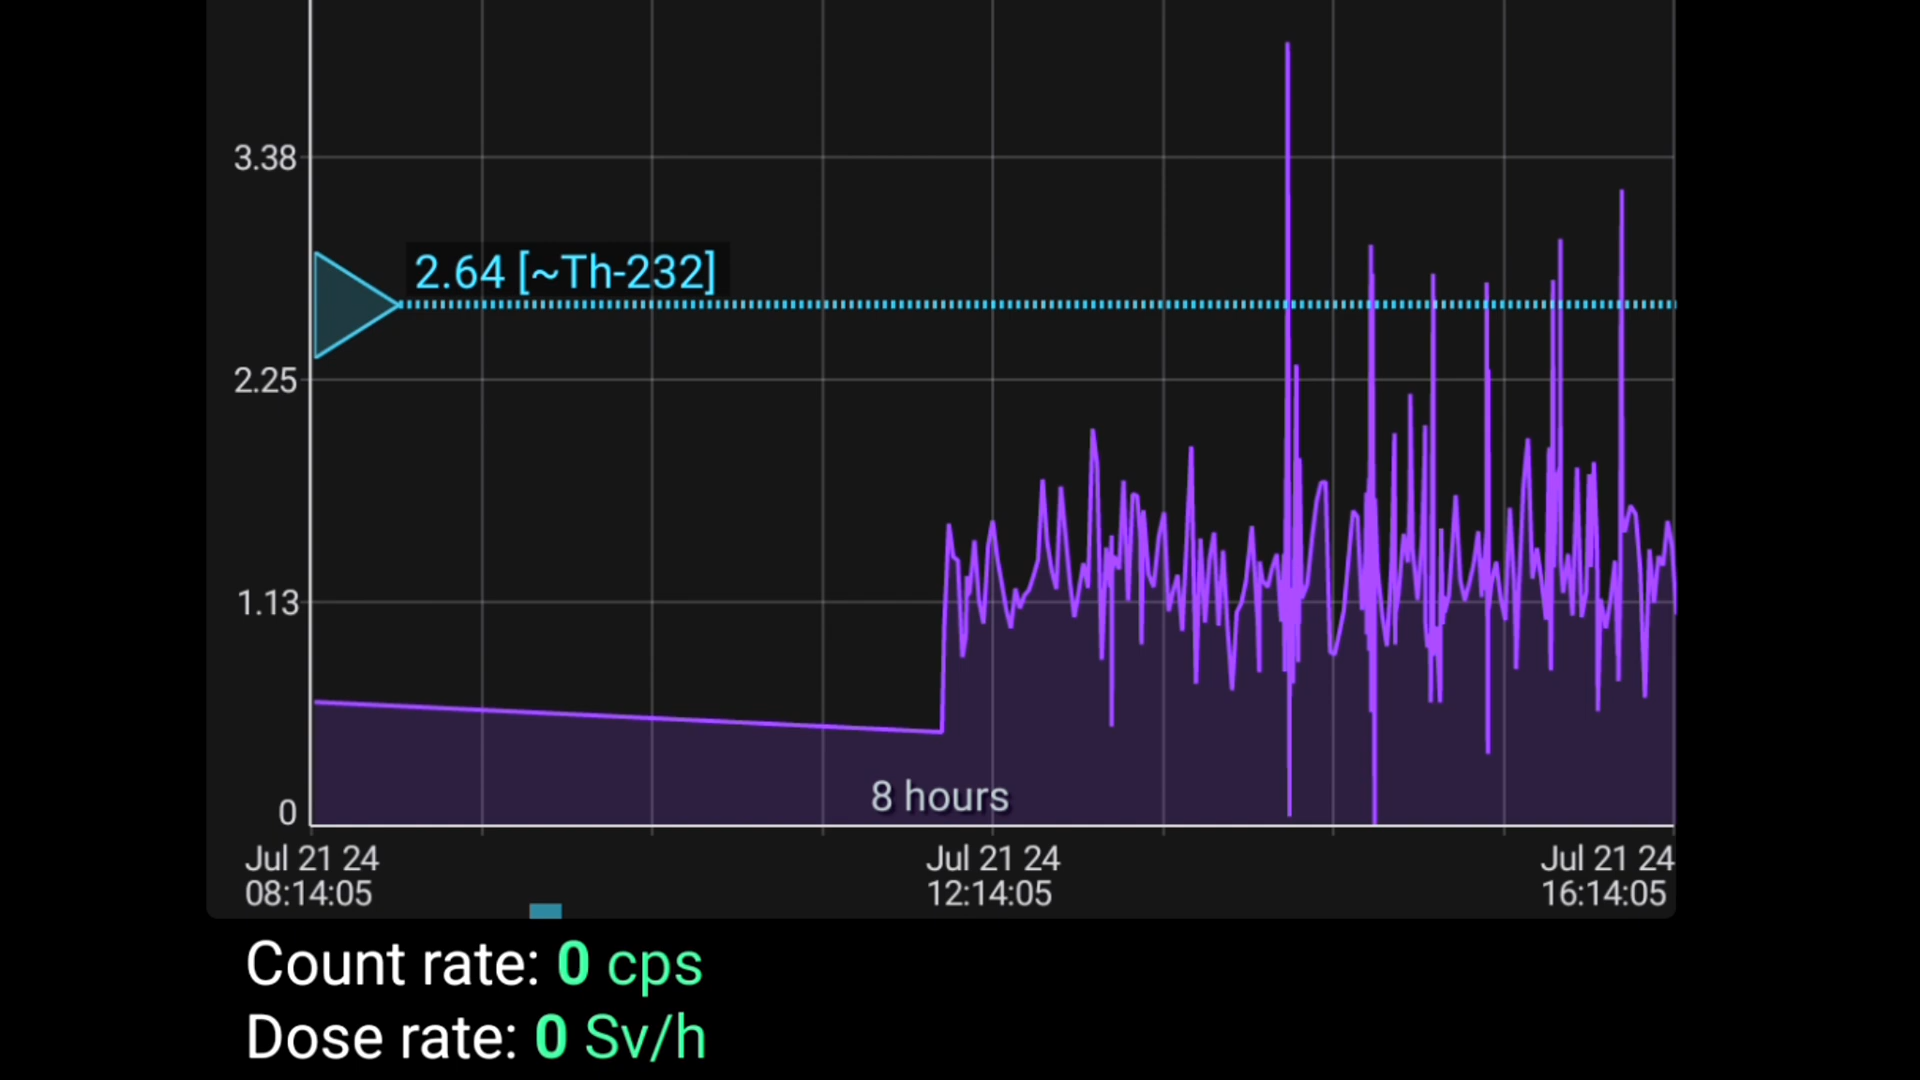 3.38
2.64 [~Th-232]
2.25
1.13
8 hours
0
Jul 21 24
08:14:05
Jul 21 24
12:14:05
Jul 21 24
16:14:05
Count rate: 0 cps
Dose rate: 0 Sv/h